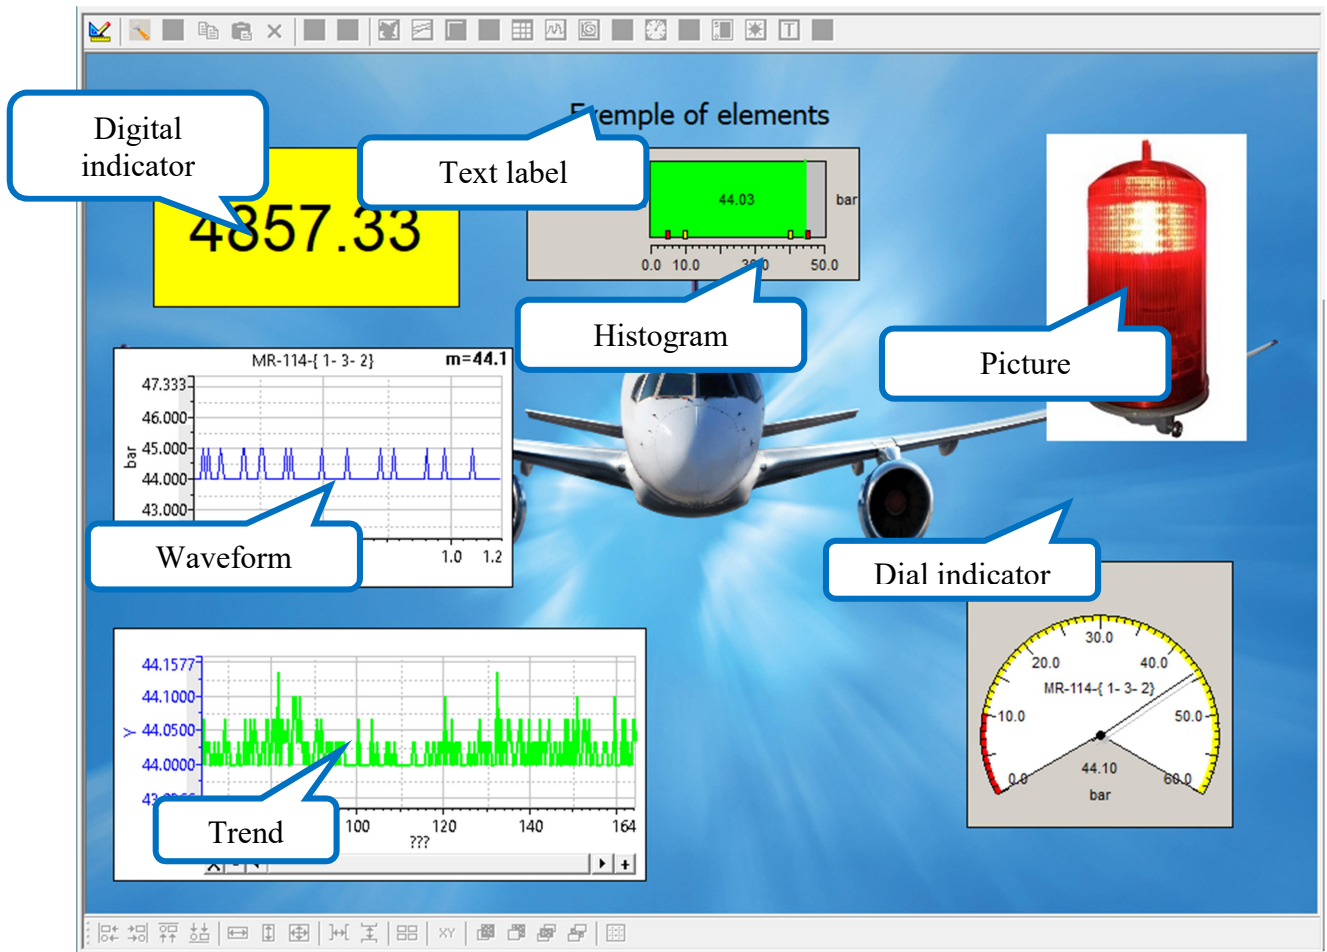 Exemple of elements
Digital
indicator
Text label
4857.33
44.03
bar
0.0 10.0 50.0
Histogram
Picture
MR-114-{ 1- 3- 2} m=44.1
47.333
46.000
45.000
44.000
43.000
bar
1.0 1.2
Waveform
Dial indicator
30.0
20.0 40.0
MR-114-{ 1- 3- 2}
10.0 50.0
0.0 44.10 60.0
bar
44.1577
44.1000
44.0500
44.0000
Y
100 120 140 164
???
Trend
XY
T